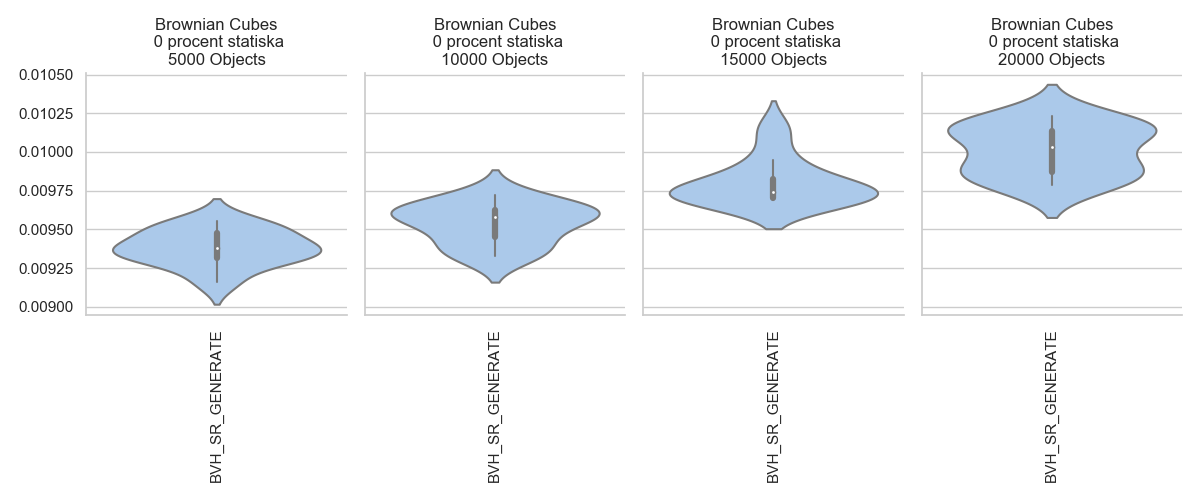 Brownian Cubes
0 procent statiska
5000 Objects
Brownian Cubes
0 procent statiska
10000 Objects
Brownian Cubes
0 procent statiska
15000 Objects
Brownian Cubes
0 procent statiska
20000 Objects
0.01050
0.01025
0.01000
0.00975
0.00950
0.00925
0.00900
BVH_SR_GENERATE
BVH_SR_GENERATE
BVH_SR_GENERATE
BVH_SR_GENERATE